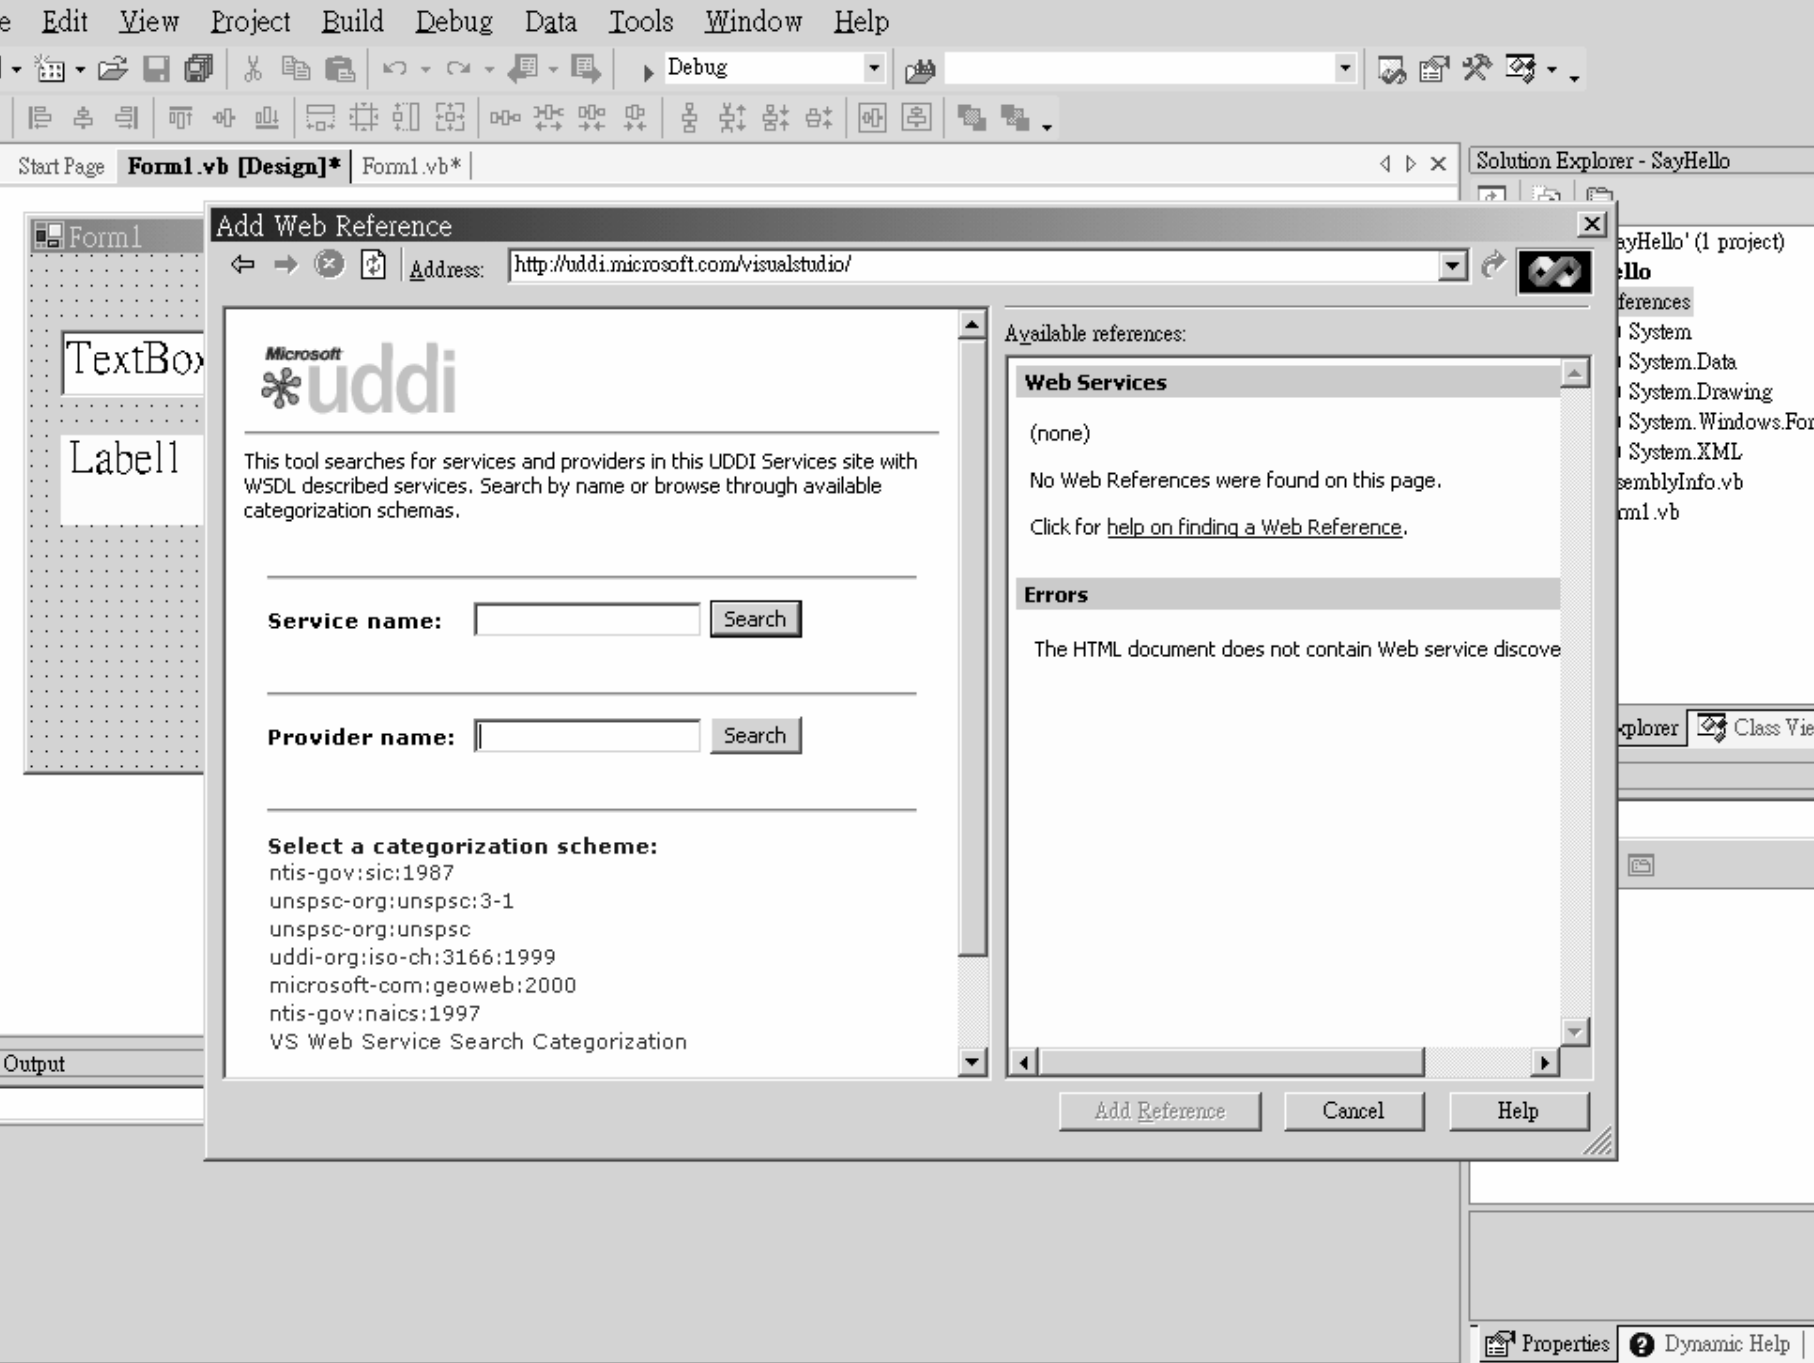 e Edit View Project Build Debug Data Tools Window Help
Debug
Start Page Form1.vb [Design]* Form1.vb*
Solution Explorer - SayHello
Form1
TextBox
Label1
Add Web Reference
Address: http://uddi.microsoft.com/visualstudio/
Microsoft
uddi
This tool searches for services and providers in this UDDI Services site with
WSDL described services. Search by name or browse through available
categorization schemas.
Service name: Search
Provider name: Search
Select a categorization scheme:
ntis-gov:sic:1987
unspsc-org:unspsc:3-1
unspsc-org:unspsc
uddi-org:iso-ch:3166:1999
microsoft-com:geoweb:2000
ntis-gov:naics:1997
VS Web Service Search Categorization
Available references:
Web Services
(none)
No Web References were found on this page.
Click for help on finding a Web Reference.
Errors
The HTML document does not contain Web service discove
Add Reference Cancel Help
ayHello' (1 project)
ello
ferences
System
System.Data
System.Drawing
System.Windows.For
System.XML
semblyInfo.vb
rm1.vb
xplorer Class Vie
Output
Properties Dynamic Help